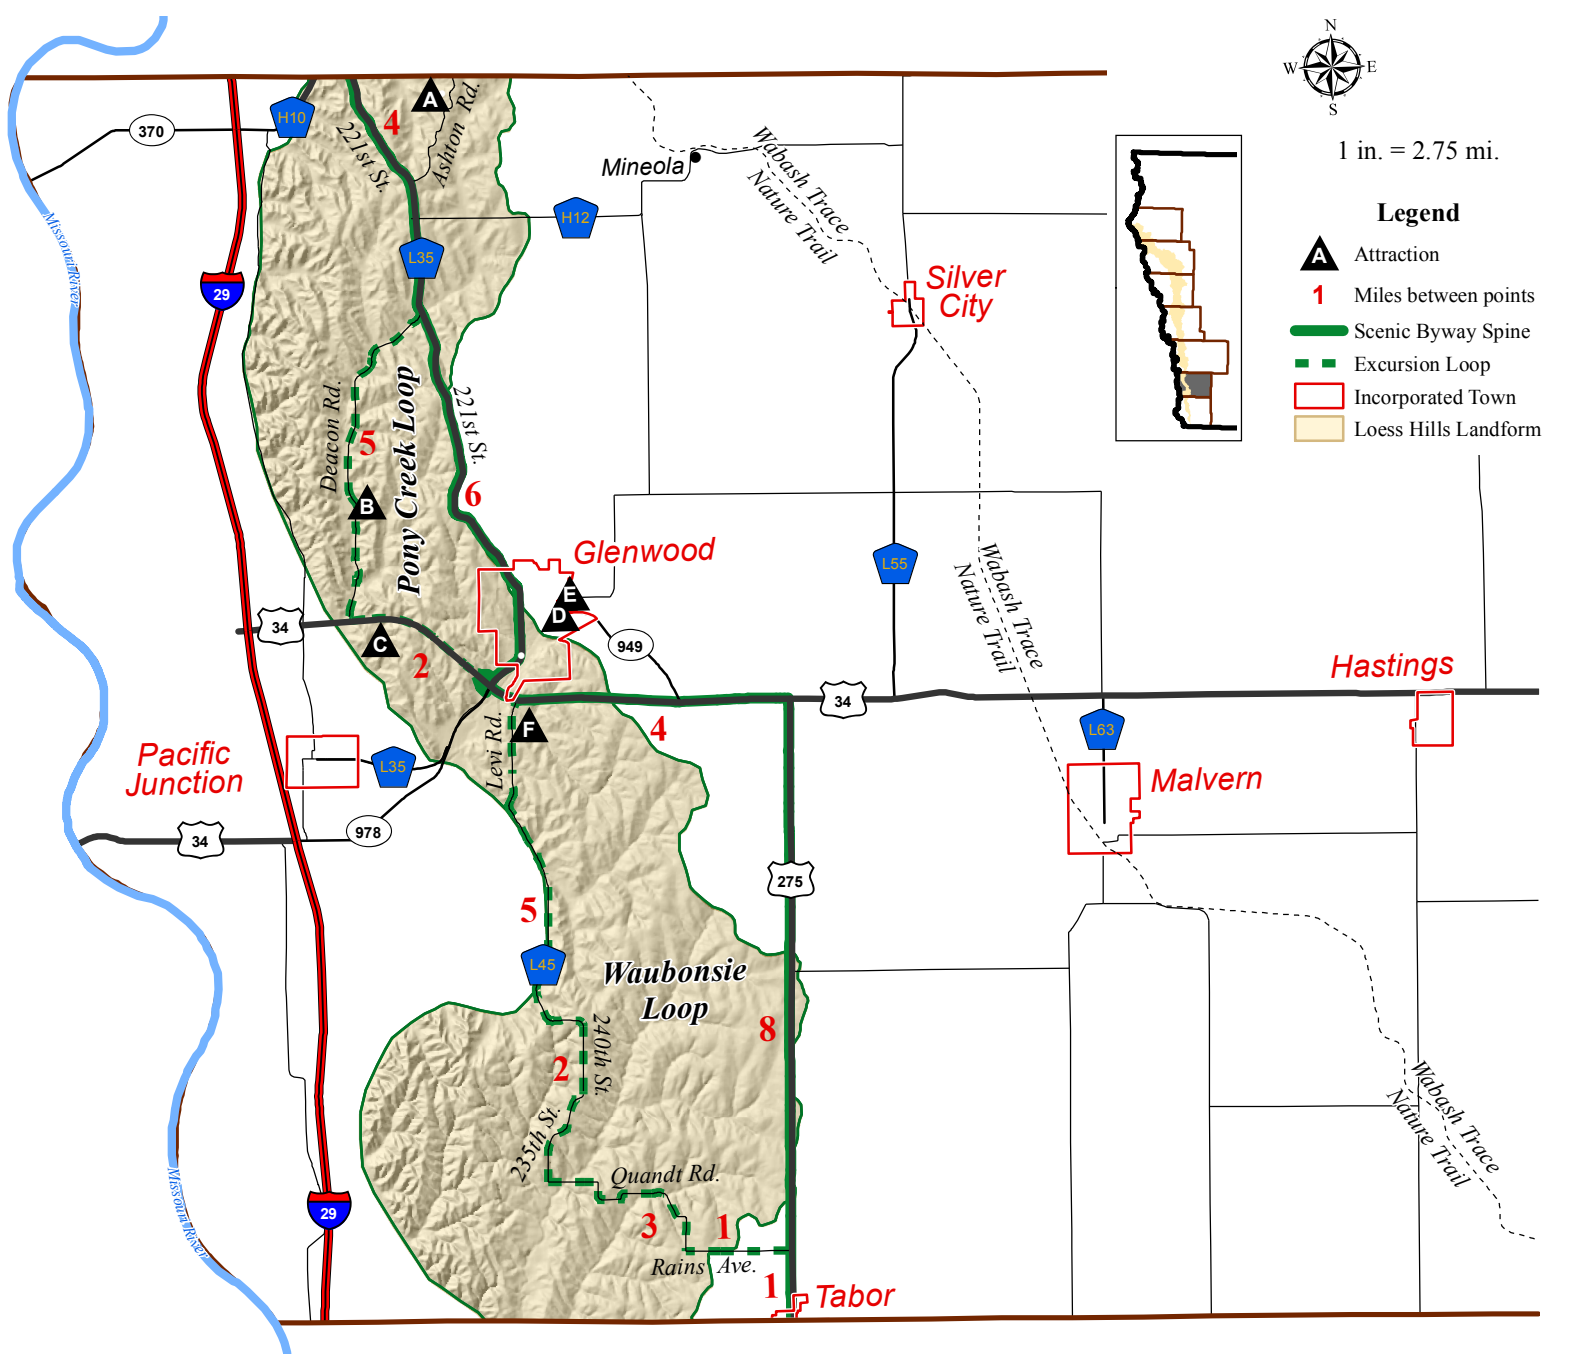 N
W
E
S
1 in. = 2.75 mi.
Legend
A
Attraction
1
Miles between points
Scenic Byway Spine
Excursion Loop
Incorporated Town
Loess Hills Landform
H10
370
4
A
221st St.
Ashton Rd.
Mineola
Wabash Trace
Nature Trail
H12
L35
Missouri River
29
Silver
City
Deacon Rd.
5
Pony Creek Loop
221st St.
B
6
Glenwood
E
D
L55
Wabash Trace
Nature Trail
34
C
2
949
34
Hastings
F
4
L63
Levi Rd.
Pacific
Junction
L35
Malvern
978
34
275
5
L45
Waubonsie
Loop
8
240th St.
2
235th St.
Wabash Trace
Nature Trail
Quandt Rd.
Missouri River
29
3
1
Rains Ave.
1
Tabor